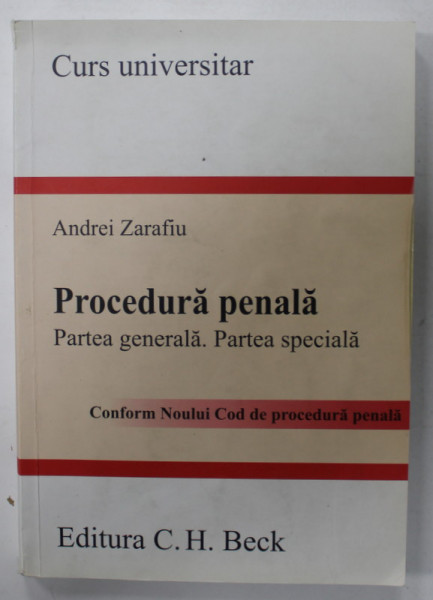 Curs universitar
Andrei Zarafiu
Procedură penală
Partea generală. Partea specială
Conform Noului Cod de procedură penală
Editura C. H. Beck